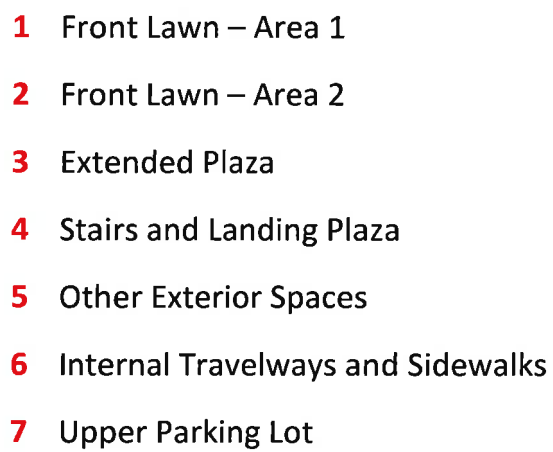 1 Front Lawn – Area 1
2 Front Lawn – Area 2
3 Extended Plaza
4 Stairs and Landing Plaza
5 Other Exterior Spaces
6 Internal Travelways and Sidewalks
7 Upper Parking Lot